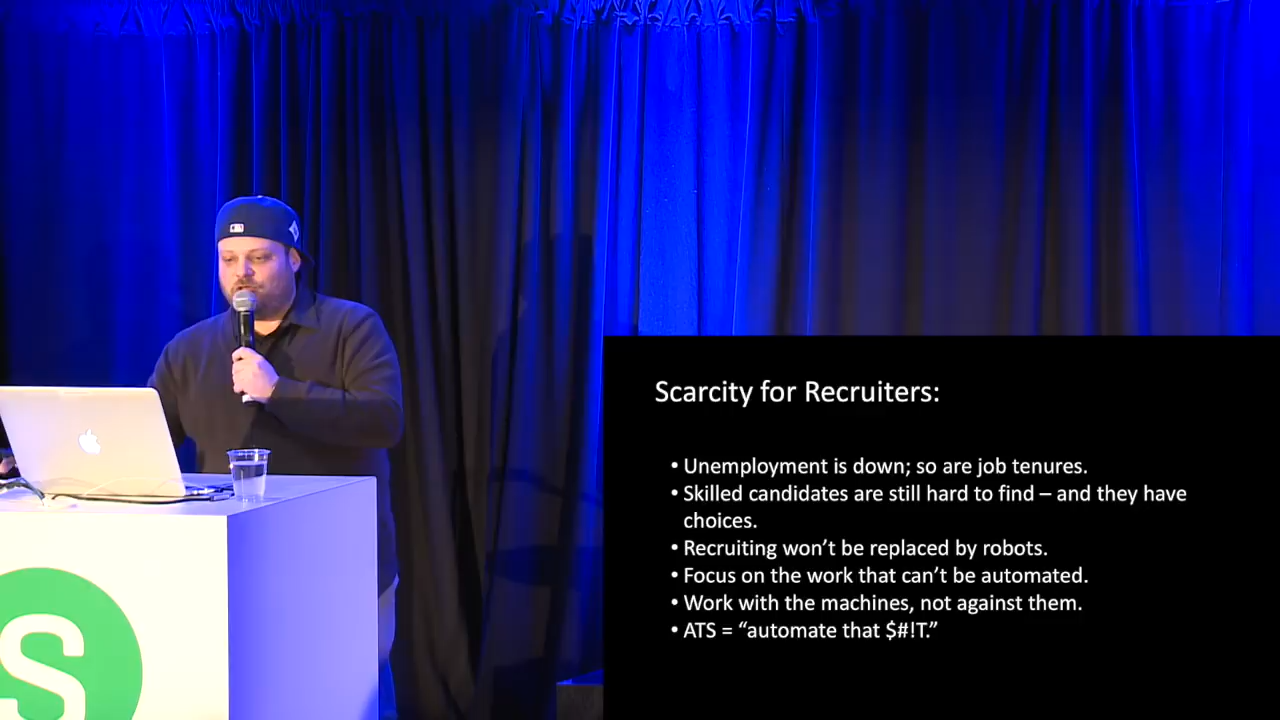 Scarcity for Recruiters:
• Unemployment is down; so are job tenures.
• Skilled candidates are still hard to find – and they have
choices.
• Recruiting won’t be replaced by robots.
• Focus on the work that can’t be automated.
• Work with the machines, not against them.
• ATS = “automate that $#!T.”
S